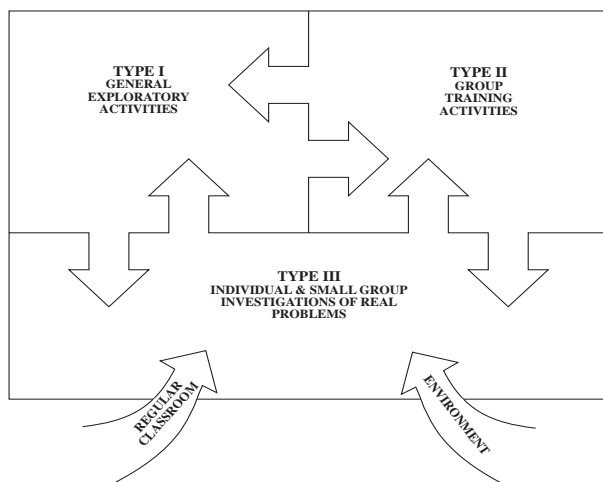 TYPE I
GENERAL
EXPLORATORY
ACTIVITIES
TYPE II
GROUP
TRAINING
ACTIVITIES
TYPE III
INDIVIDUAL & SMALL GROUP
INVESTIGATIONS OF REAL
PROBLEMS
REGULAR
CLASSROOM
ENVIRONMENT